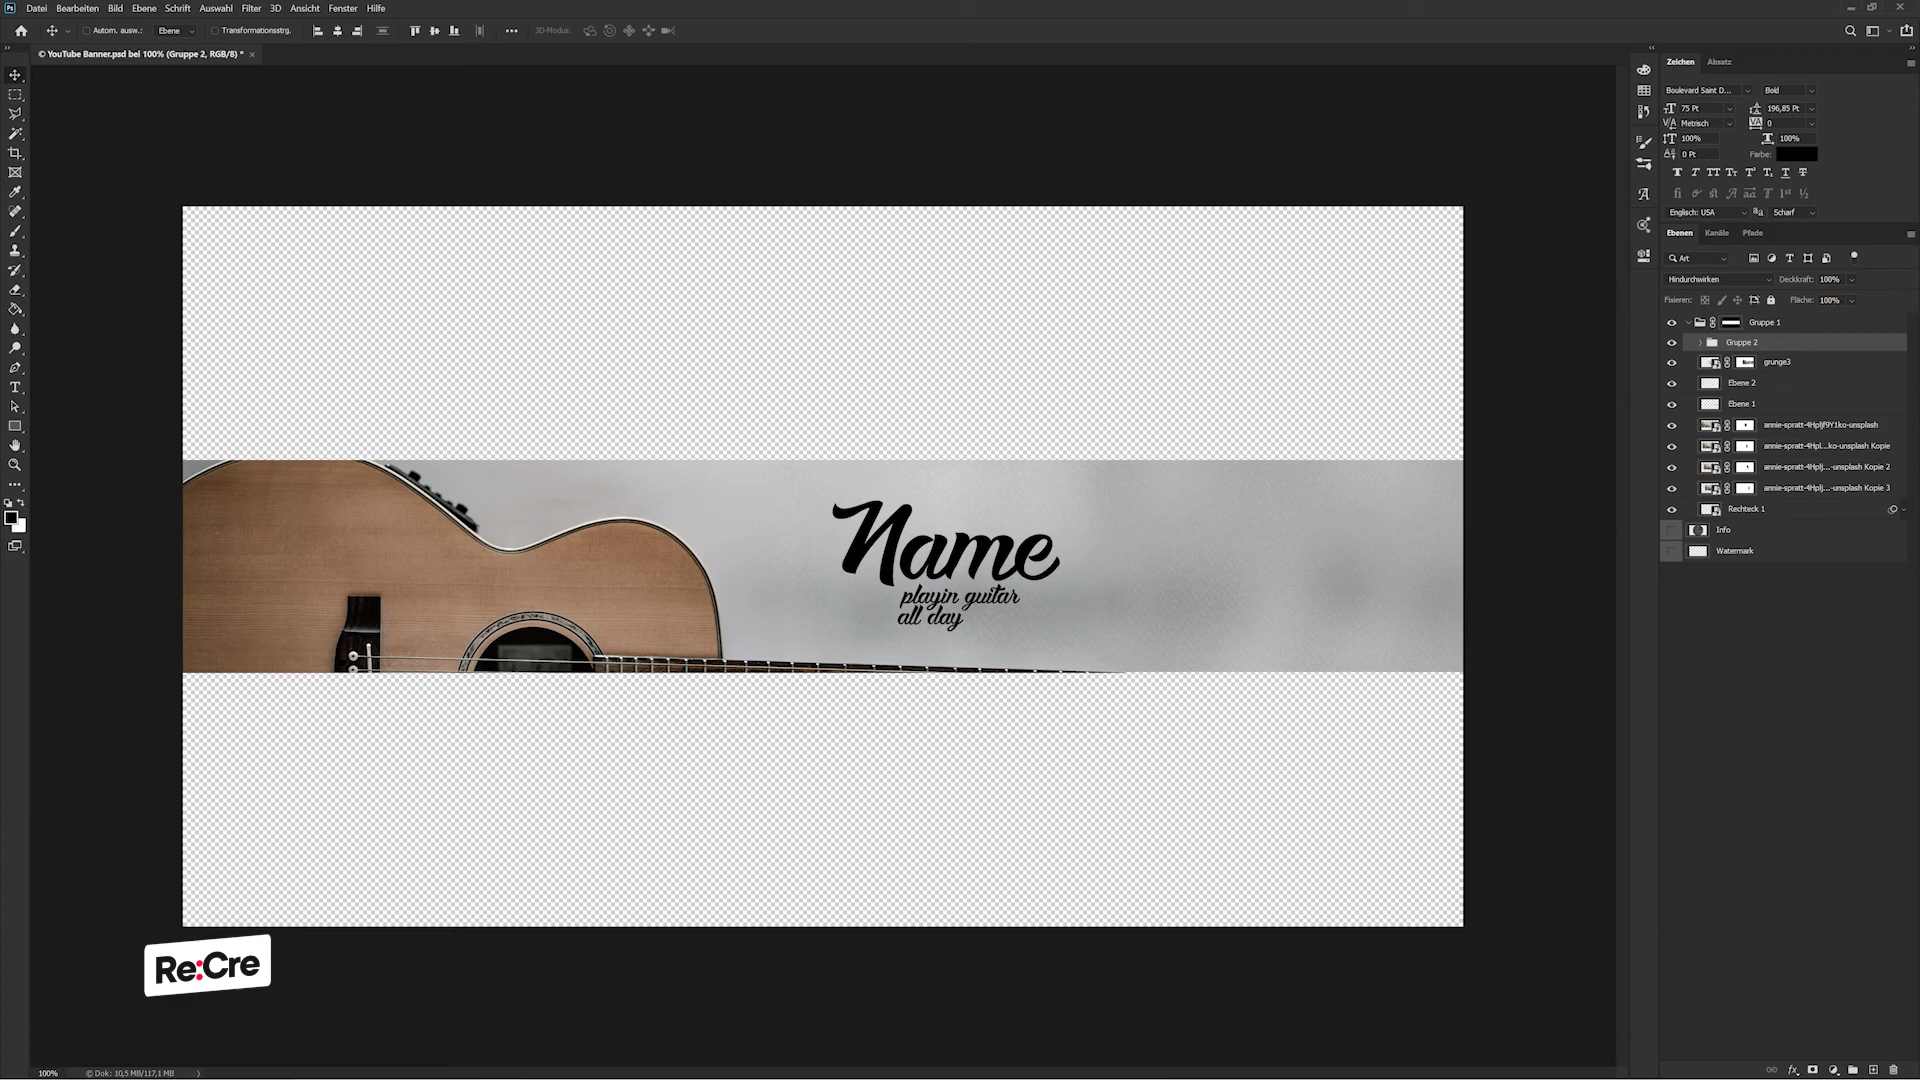 Ps Datei Bearbeiten Bild Ebene Schrift Auswahl Filter 3D Ansicht Fenster Hilfe
Autom. ausw.: Ebene Transformationsstrg. 3D-Modus:
© YouTube Banner.psd bei 100% (Gruppe 2, RGB/8) *
Zeichen Absatz
Boulevard Saint D... Bold
75 Pt 196,85 Pt
Metrisch 0
100% 100%
0 Pt Farbe:
Englisch: USA aa Scharf
Ebenen Kanäle Pfade
Art
Hindurchwirken Deckkraft: 100%
Fixieren: Fläche: 100%
Gruppe 1
Gruppe 2
grunge3
Ebene 2
Ebene 1
annie-spratt-4Hpljf9Y1ko-unsplash
annie-spratt-4Hpl...ko-unsplash Kopie
annie-spratt-4Hplj...-unsplash Kopie 2
annie-spratt-4Hplj...-unsplash Kopie 3
Rechteck 1
Info
Watermark
Name
playin guitar
all day
Re:Cre
100% © Dok: 10,5 MB/117,1 MB